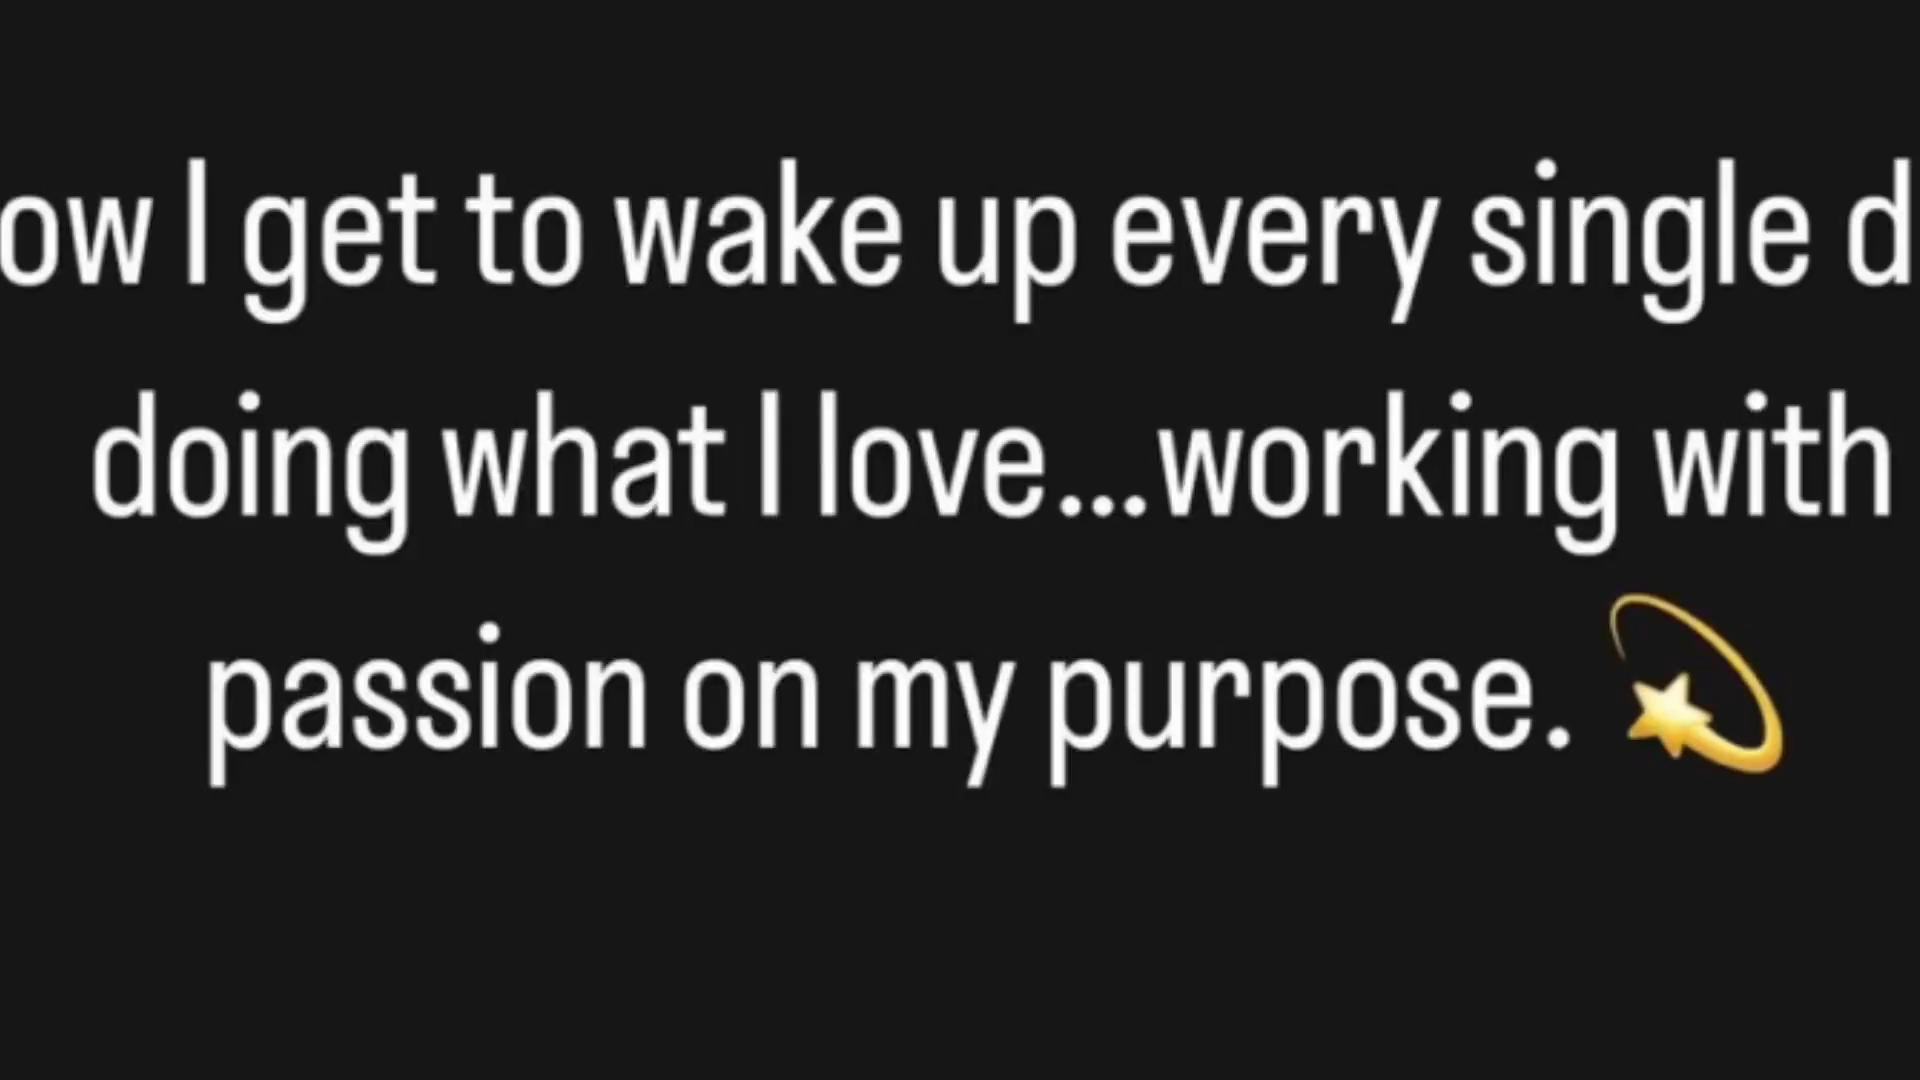 ow I get to wake up every single d
doing what I love...working with
passion on my purpose. 💫